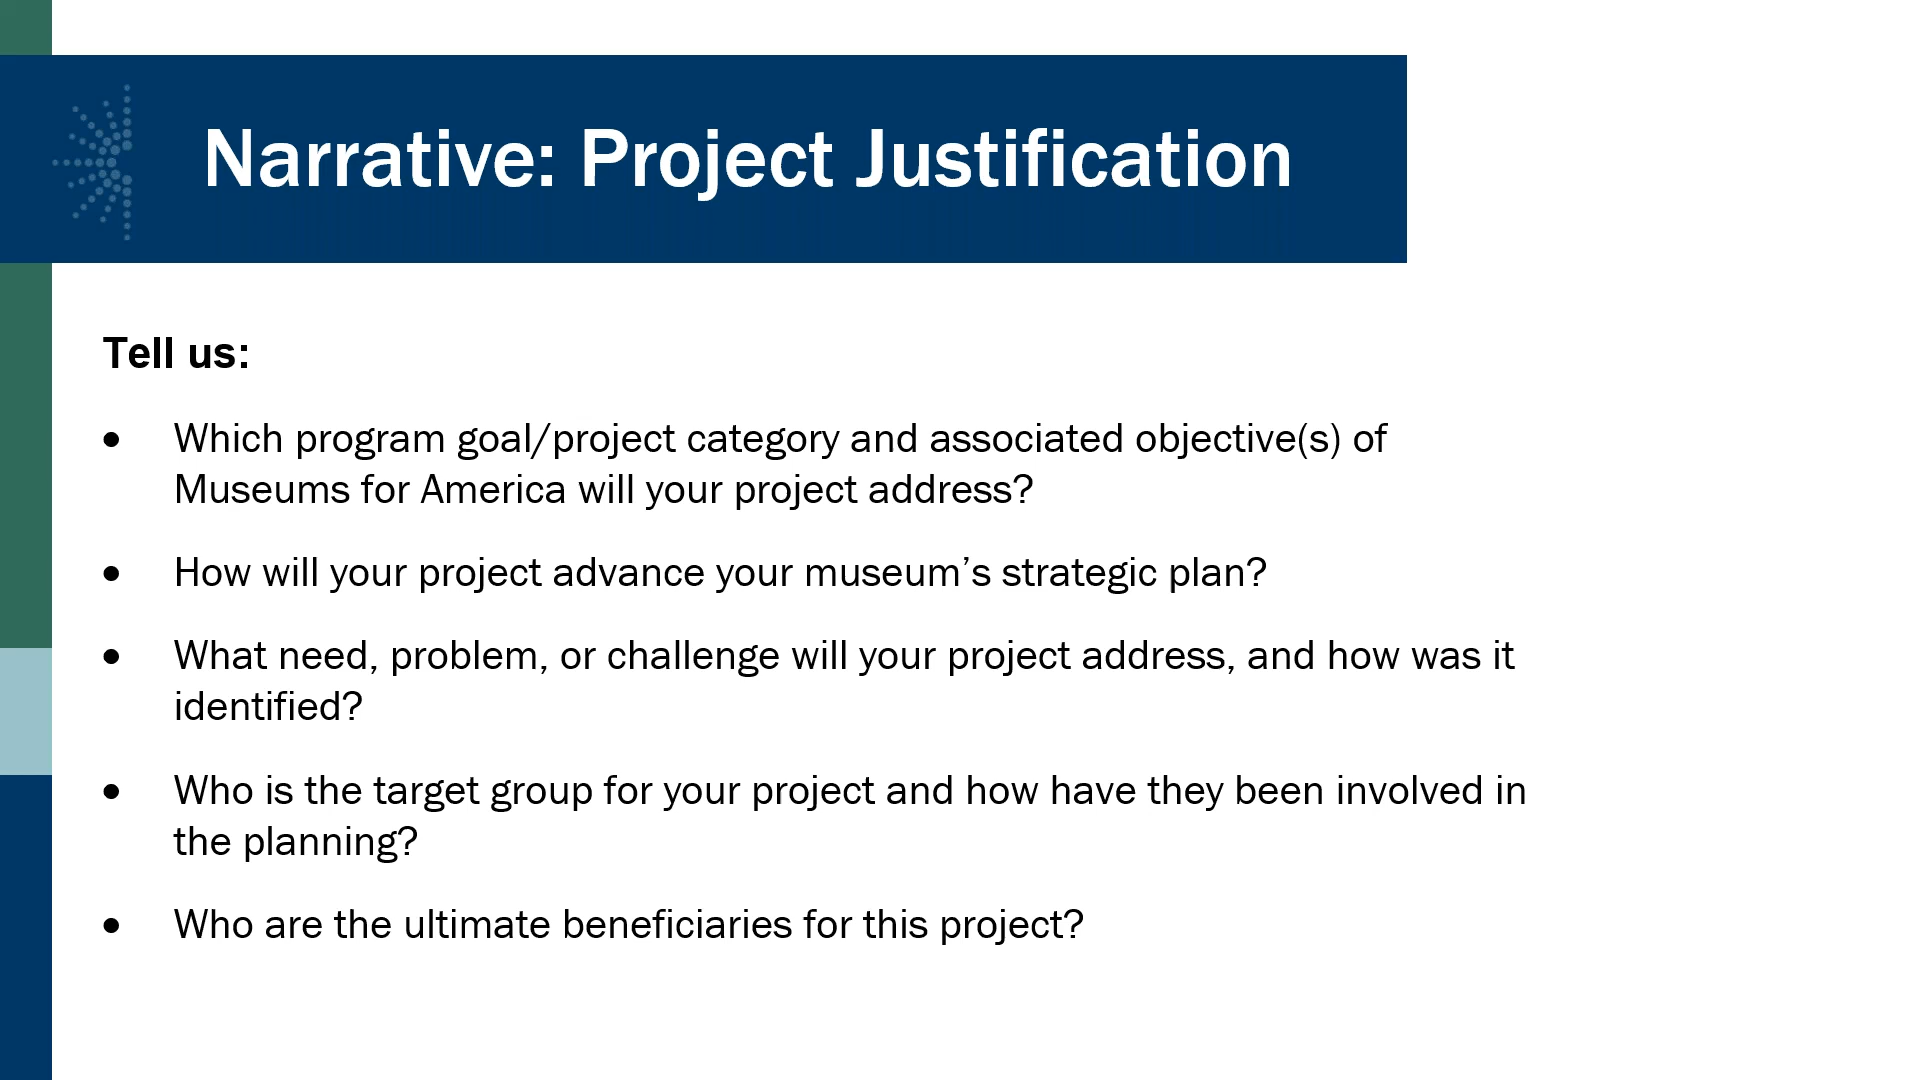 Narrative: Project Justification
Tell us:
• Which program goal/project category and associated objective(s) of
Museums for America will your project address?
• How will your project advance your museum’s strategic plan?
• What need, problem, or challenge will your project address, and how was it
identified?
• Who is the target group for your project and how have they been involved in
the planning?
• Who are the ultimate beneficiaries for this project?